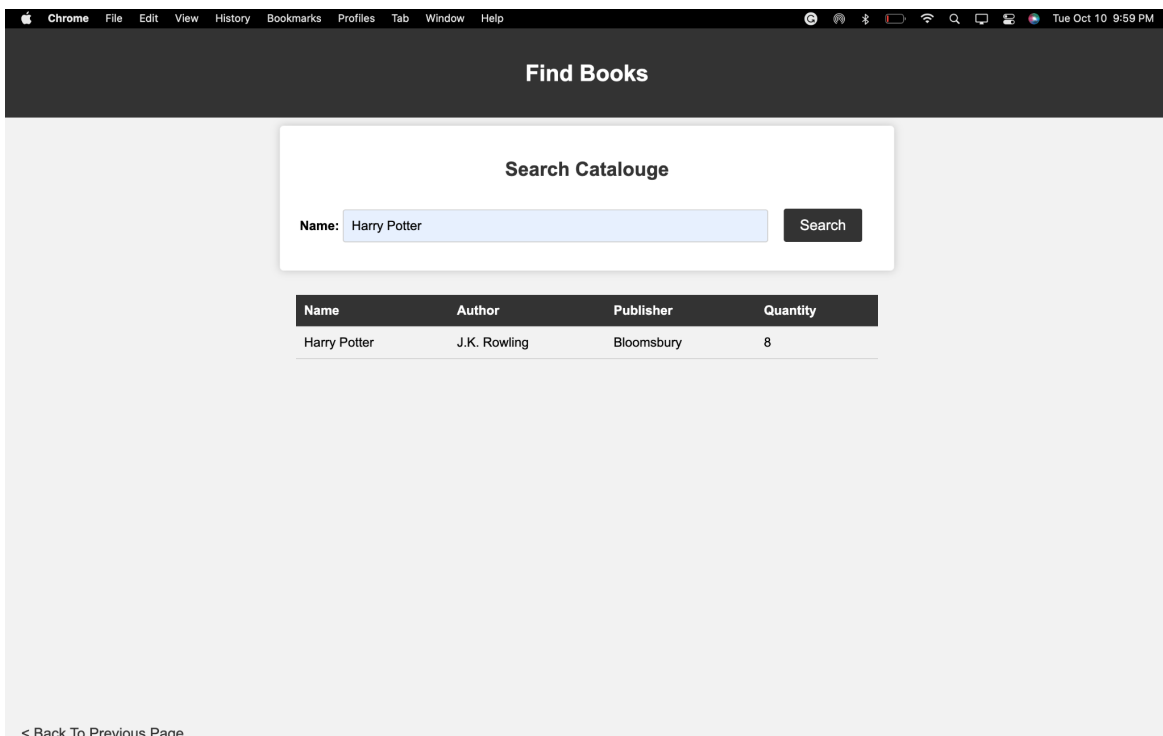 Chrome File Edit View History Bookmarks Profiles Tab Window Help Tue Oct 10 9:59 PM
Find Books
Search Catalouge
Name: Harry Potter Search
Name Author Publisher Quantity
Harry Potter J.K. Rowling Bloomsbury 8
< Back To Previous Page